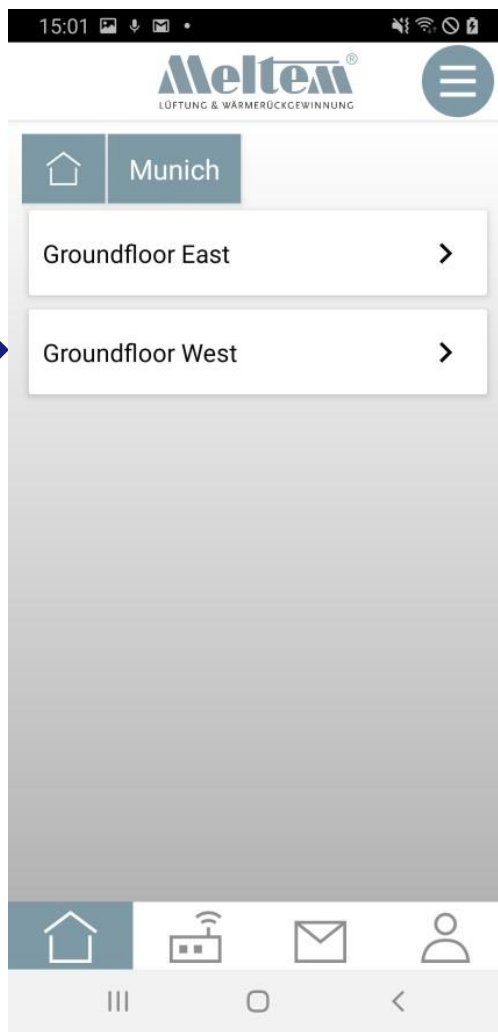 15:01
Meltem®
LÜFTUNG & WÄRMERÜCKGEWINNUNG
Munich
Groundfloor East
Groundfloor West